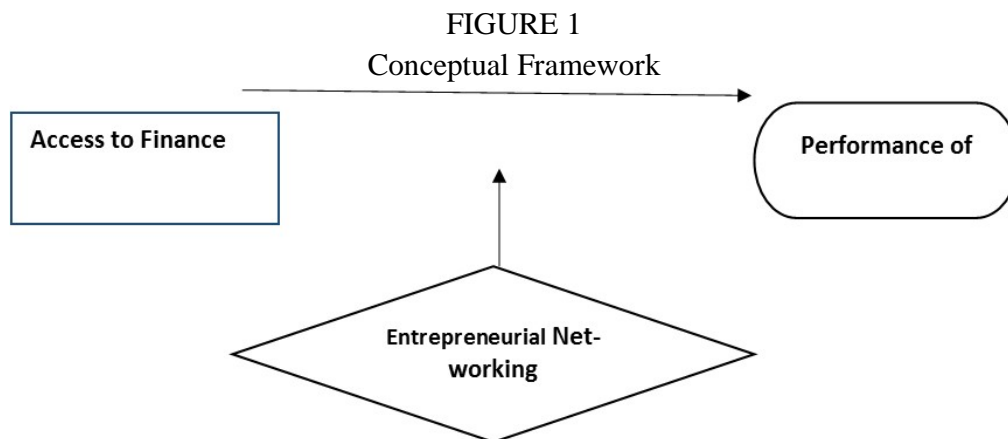 FIGURE 1
Conceptual Framework
Access to Finance
Performance of
Entrepreneurial Net-
working